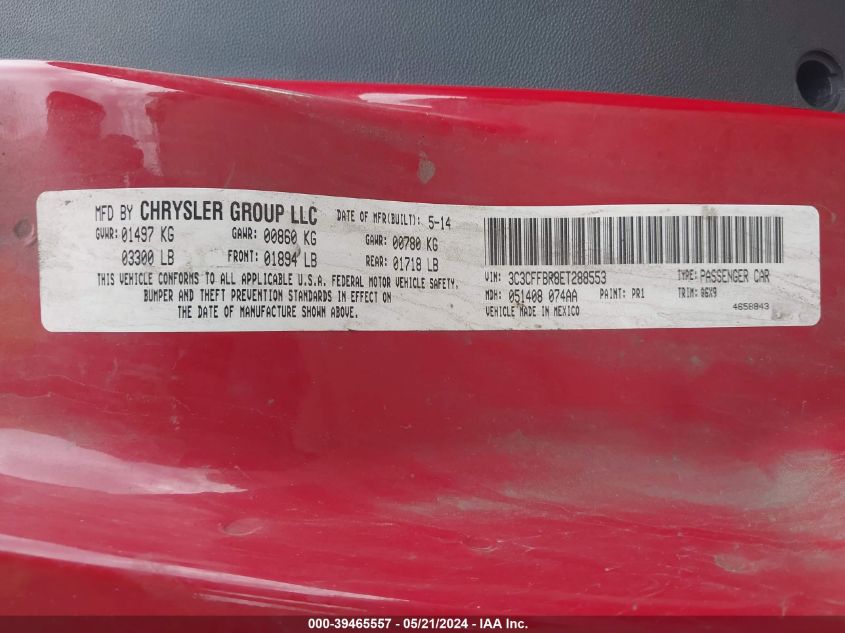 MFD BY CHRYSLER GROUP LLC DATE OF MFR(BUILT): 5-14
GVWR: 01497 KG GAWR: 00860 KG GAWR: 00780 KG
03300 LB FRONT: 01894 LB REAR: 01718 LB
THIS VEHICLE CONFORMS TO ALL APPLICABLE U.S.A. FEDERAL MOTOR VEHICLE SAFETY,
BUMPER AND THEFT PREVENTION STANDARDS IN EFFECT ON
THE DATE OF MANUFACTURE SHOWN ABOVE.
VIN: 3C3CFFBR8ET288553 TYPE: PASSENGER CAR
MDH: 051408 074AA PAINT: PR1 TRIM: Q6X9
VEHICLE MADE IN MEXICO 4658843
000-39465557 - 05/21/2024 - IAA Inc.